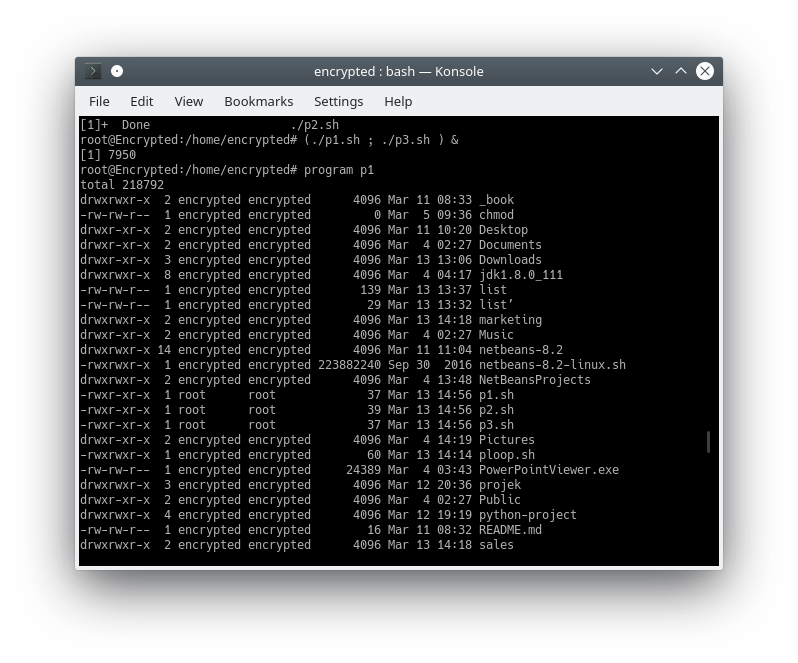 encrypted : bash — Konsole
File Edit View Bookmarks Settings Help
[1]+  Done                    ./p2.sh
root@Encrypted:/home/encrypted# (./p1.sh ; ./p3.sh ) &
[1] 7950
root@Encrypted:/home/encrypted# program p1
total 218792
drwxrwxr-x  2 encrypted encrypted      4096 Mar 11 08:33 _book
-rw-rw-r--  1 encrypted encrypted         0 Mar  5 09:36 chmod
drwxr-xr-x  2 encrypted encrypted      4096 Mar 11 10:20 Desktop
drwxr-xr-x  2 encrypted encrypted      4096 Mar  4 02:27 Documents
drwxr-xr-x  3 encrypted encrypted      4096 Mar 13 13:06 Downloads
drwxrwxr-x  8 encrypted encrypted      4096 Mar  4 04:17 jdk1.8.0_111
-rw-rw-r--  1 encrypted encrypted       139 Mar 13 13:37 list
-rw-rw-r--  1 encrypted encrypted        29 Mar 13 13:32 list’
drwxrwxr-x  2 encrypted encrypted      4096 Mar 13 14:18 marketing
drwxr-xr-x  2 encrypted encrypted      4096 Mar  4 02:27 Music
drwxrwxr-x 14 encrypted encrypted      4096 Mar 11 11:04 netbeans-8.2
-rwxrwxr-x  1 encrypted encrypted 223882240 Sep 30  2016 netbeans-8.2-linux.sh
drwxrwxr-x  2 encrypted encrypted      4096 Mar  4 13:48 NetBeansProjects
-rwxr-xr-x  1 root      root             37 Mar 13 14:56 p1.sh
-rwxr-xr-x  1 root      root             39 Mar 13 14:56 p2.sh
-rwxr-xr-x  1 root      root             37 Mar 13 14:56 p3.sh
drwxr-xr-x  2 encrypted encrypted      4096 Mar  4 14:19 Pictures
-rwxrwxr-x  1 encrypted encrypted        60 Mar 13 14:14 ploop.sh
-rw-rw-r--  1 encrypted encrypted     24389 Mar  4 03:43 PowerPointViewer.exe
drwxrwxr-x  3 encrypted encrypted      4096 Mar 12 20:36 projek
drwxr-xr-x  2 encrypted encrypted      4096 Mar  4 02:27 Public
drwxrwxr-x  4 encrypted encrypted      4096 Mar 12 19:19 python-project
-rw-rw-r--  1 encrypted encrypted        16 Mar 11 08:32 README.md
drwxrwxr-x  2 encrypted encrypted      4096 Mar 13 14:18 sales